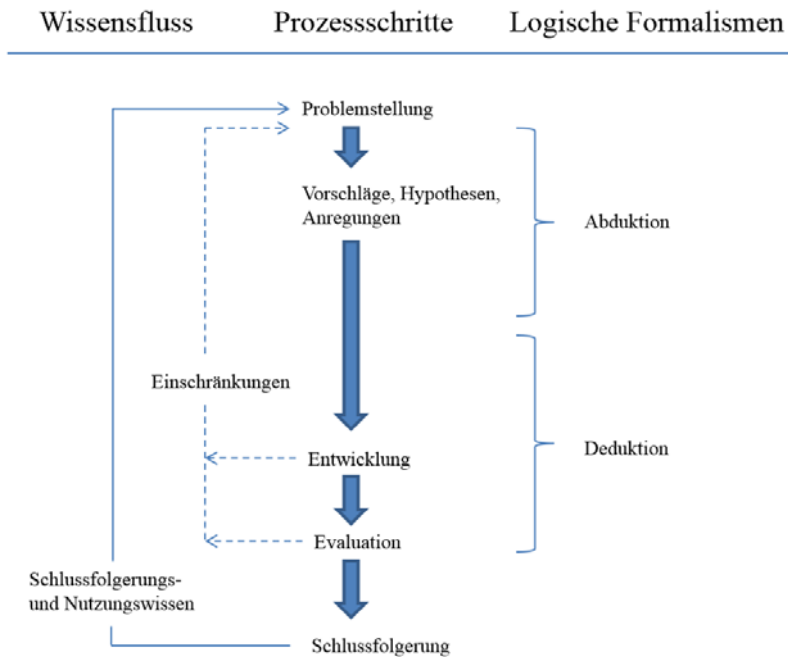 Wissensfluss
Prozessschritte
Logische Formalismen
Problemstellung
Vorschläge, Hypothesen,
Anregungen
Abduktion
Einschränkungen
Entwicklung
Deduktion
Evaluation
Schlussfolgerungs-
und Nutzungswissen
Schlussfolgerung